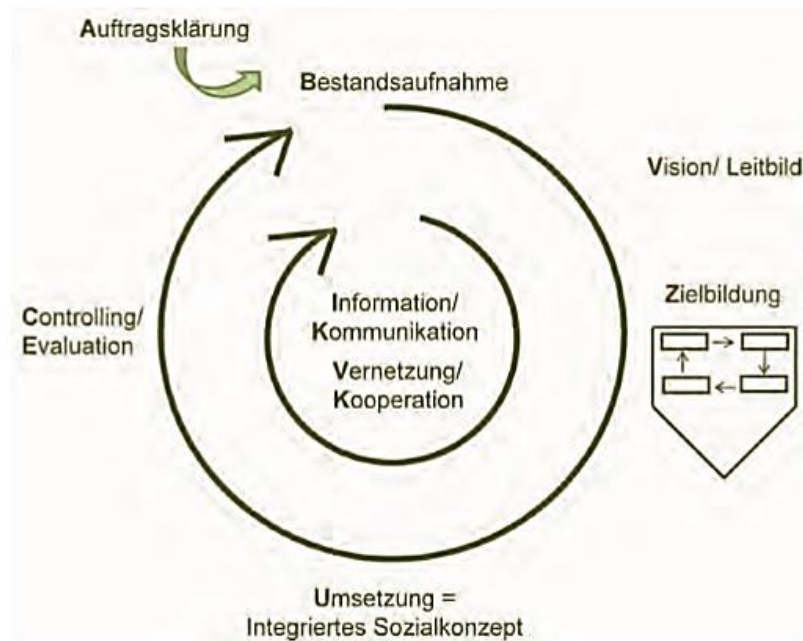 Auftragsklärung
Bestandsaufnahme
Vision/ Leitbild
Zielbildung
Information/
Kommunikation
Vernetzung/
Kooperation
Controlling/
Evaluation
Umsetzung =
Integriertes Sozialkonzept